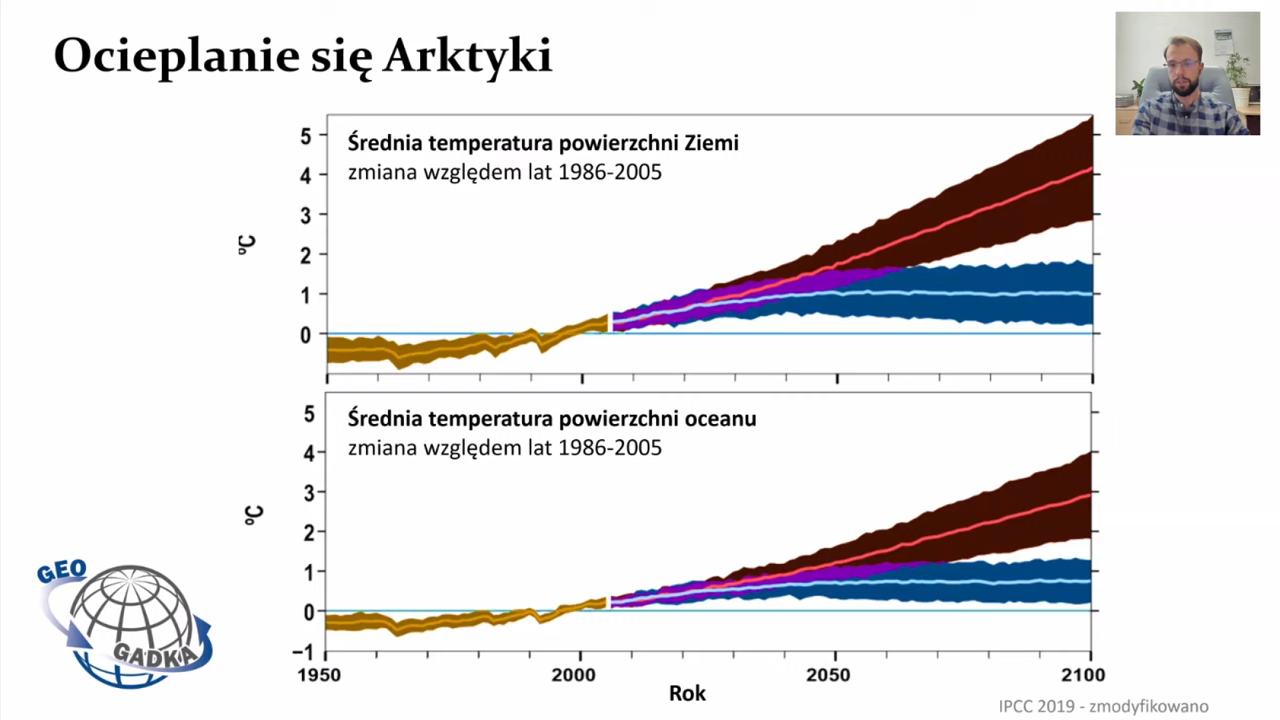 Ocieplanie się Arktyki
Średnia temperatura powierzchni Ziemi
zmiana względem lat 1986-2005
5
4
3
2
1
0
°C
Średnia temperatura powierzchni oceanu
zmiana względem lat 1986-2005
5
4
3
2
1
0
−1
°C
1950 2000 2050 2100
Rok
GEO
GADKA
IPCC 2019 - zmodyfikowano